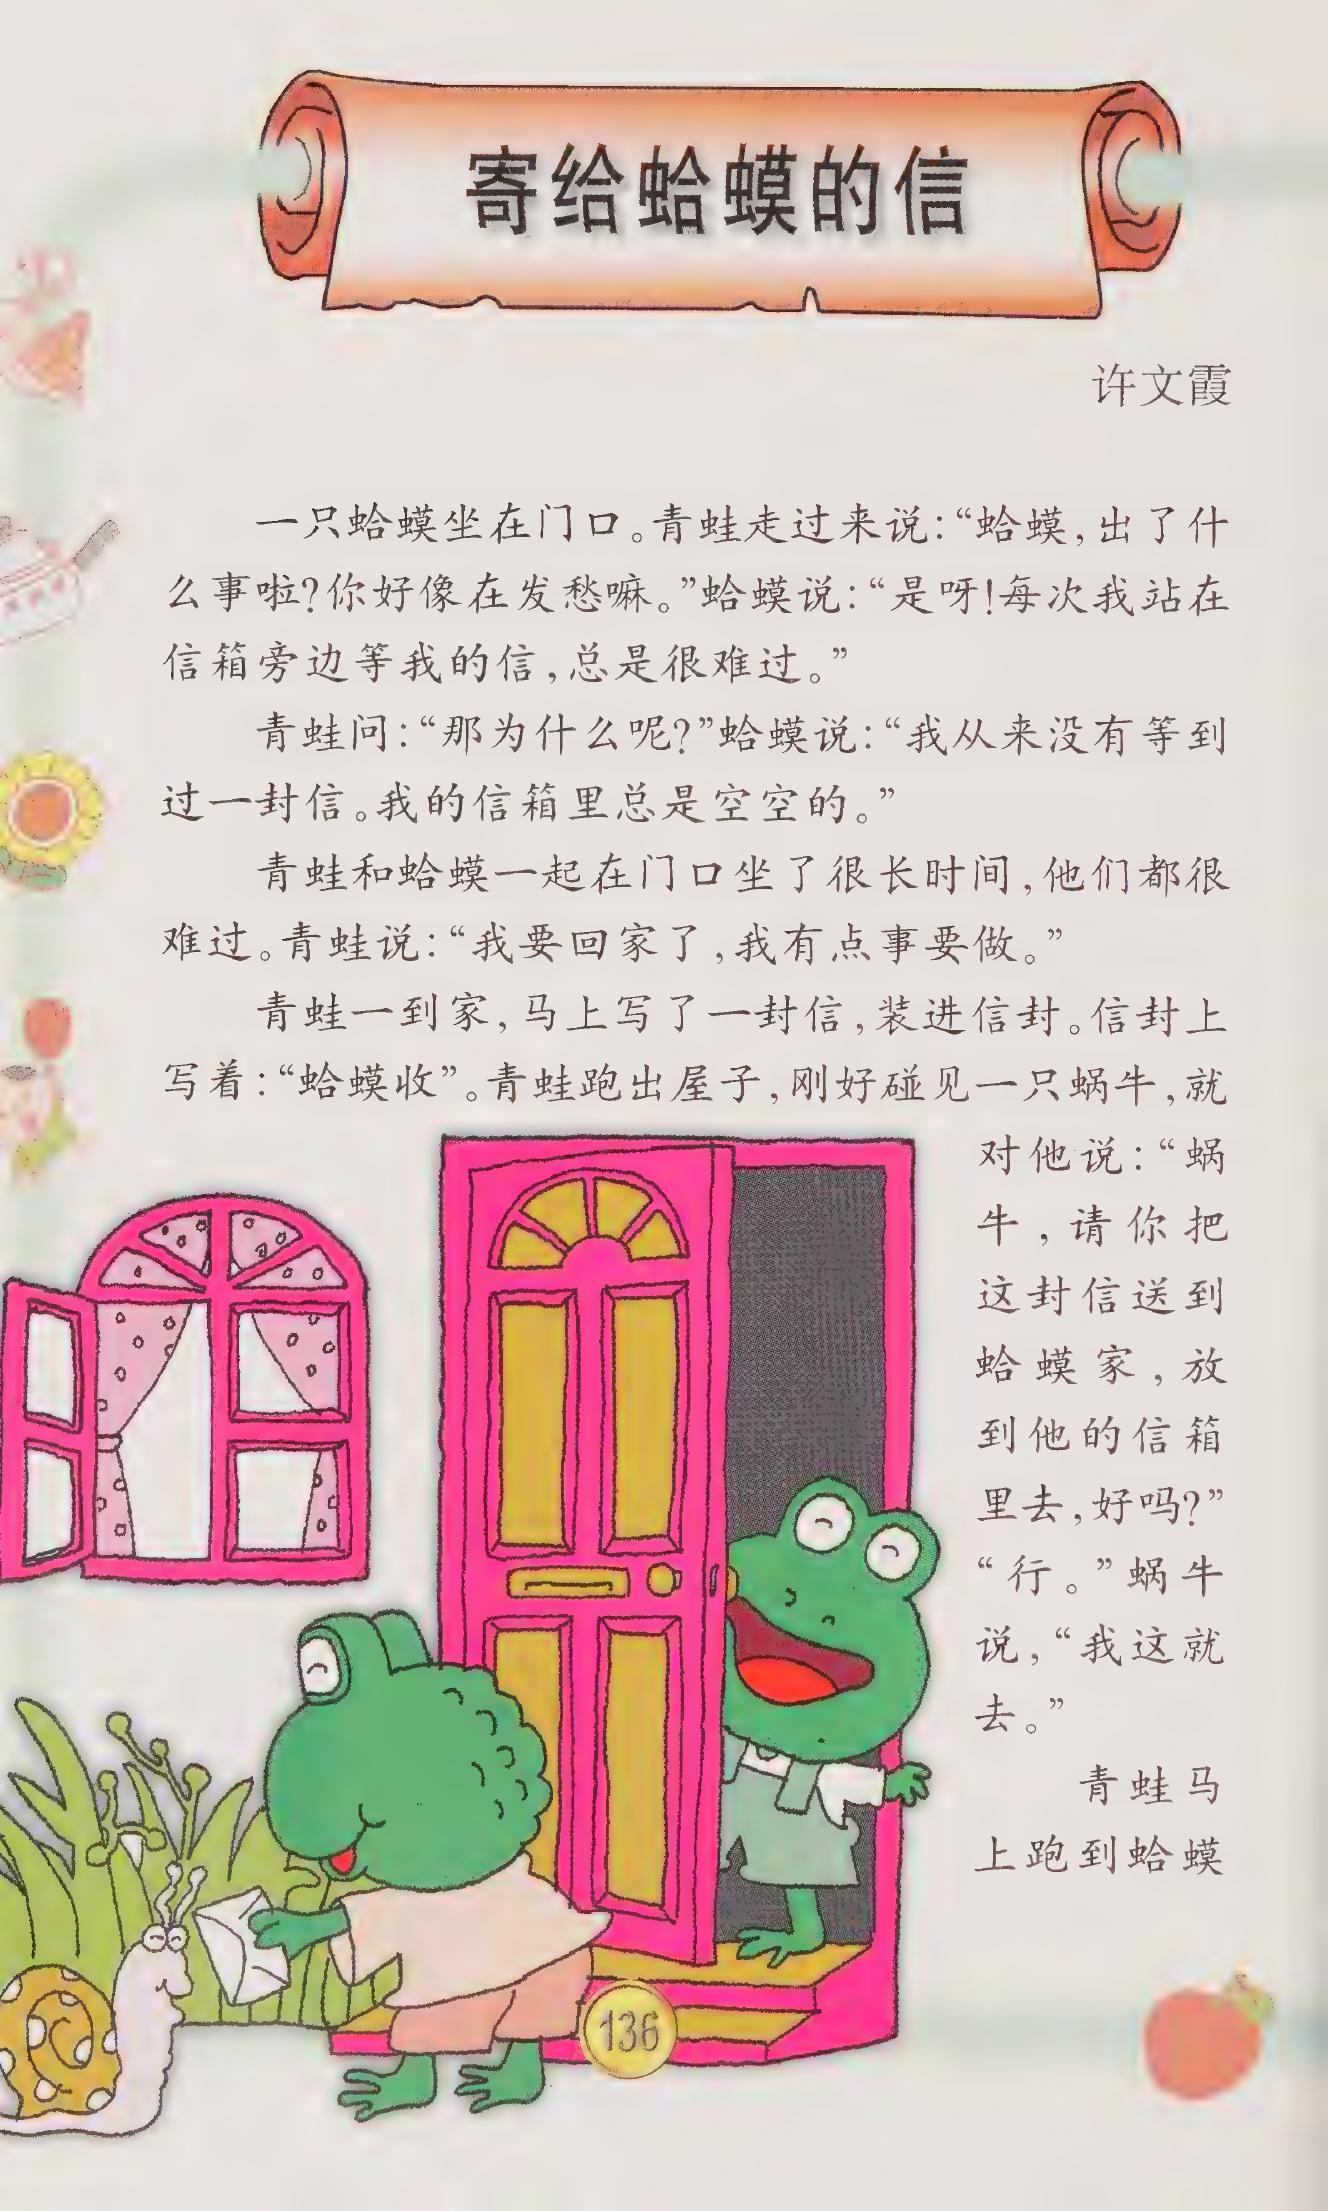 寄给蛤蟆的信
许文霞
一只蛤蟆坐在门口。青蛙走过来说：“蛤蟆，出了什
么事啦？你好像在发愁嘛。”蛤蟆说：“是呀！每次我站在
信箱旁边等我的信，总是很难过。”
青蛙问：“那为什么呢？”蛤蟆说：“我从来没有等到
过一封信。我的信箱里总是空空的。”
青蛙和蛤蟆一起在门口坐了很长时间，他们都很
难过。青蛙说：“我要回家了，我有点事要做。”
青蛙一到家，马上写了一封信，装进信封。信封上
写着：“蛤蟆收”。青蛙跑出屋子，刚好碰见一只蜗牛，就
对他说：“蜗
牛，请你把
这封信送到
蛤蟆家，放
到他的信箱
里去，好吗？”
“行。”蜗牛
说，“我这就
去。”
青蛙马
上跑到蛤蟆
136